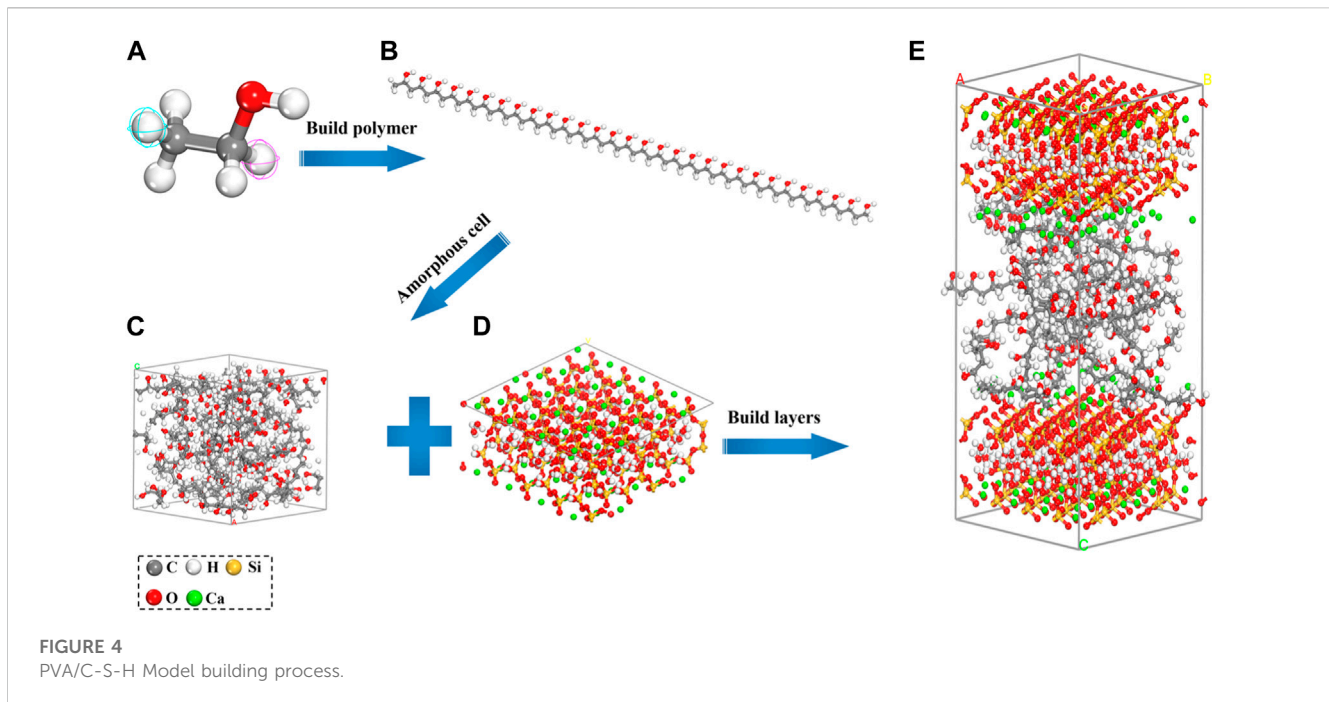 A
B
E
A
B
Build polymer
Amorphous cell
C
D
C
Build layers
A
C
C H Si
O Ca
FIGURE 4
PVA/C-S-H Model building process.